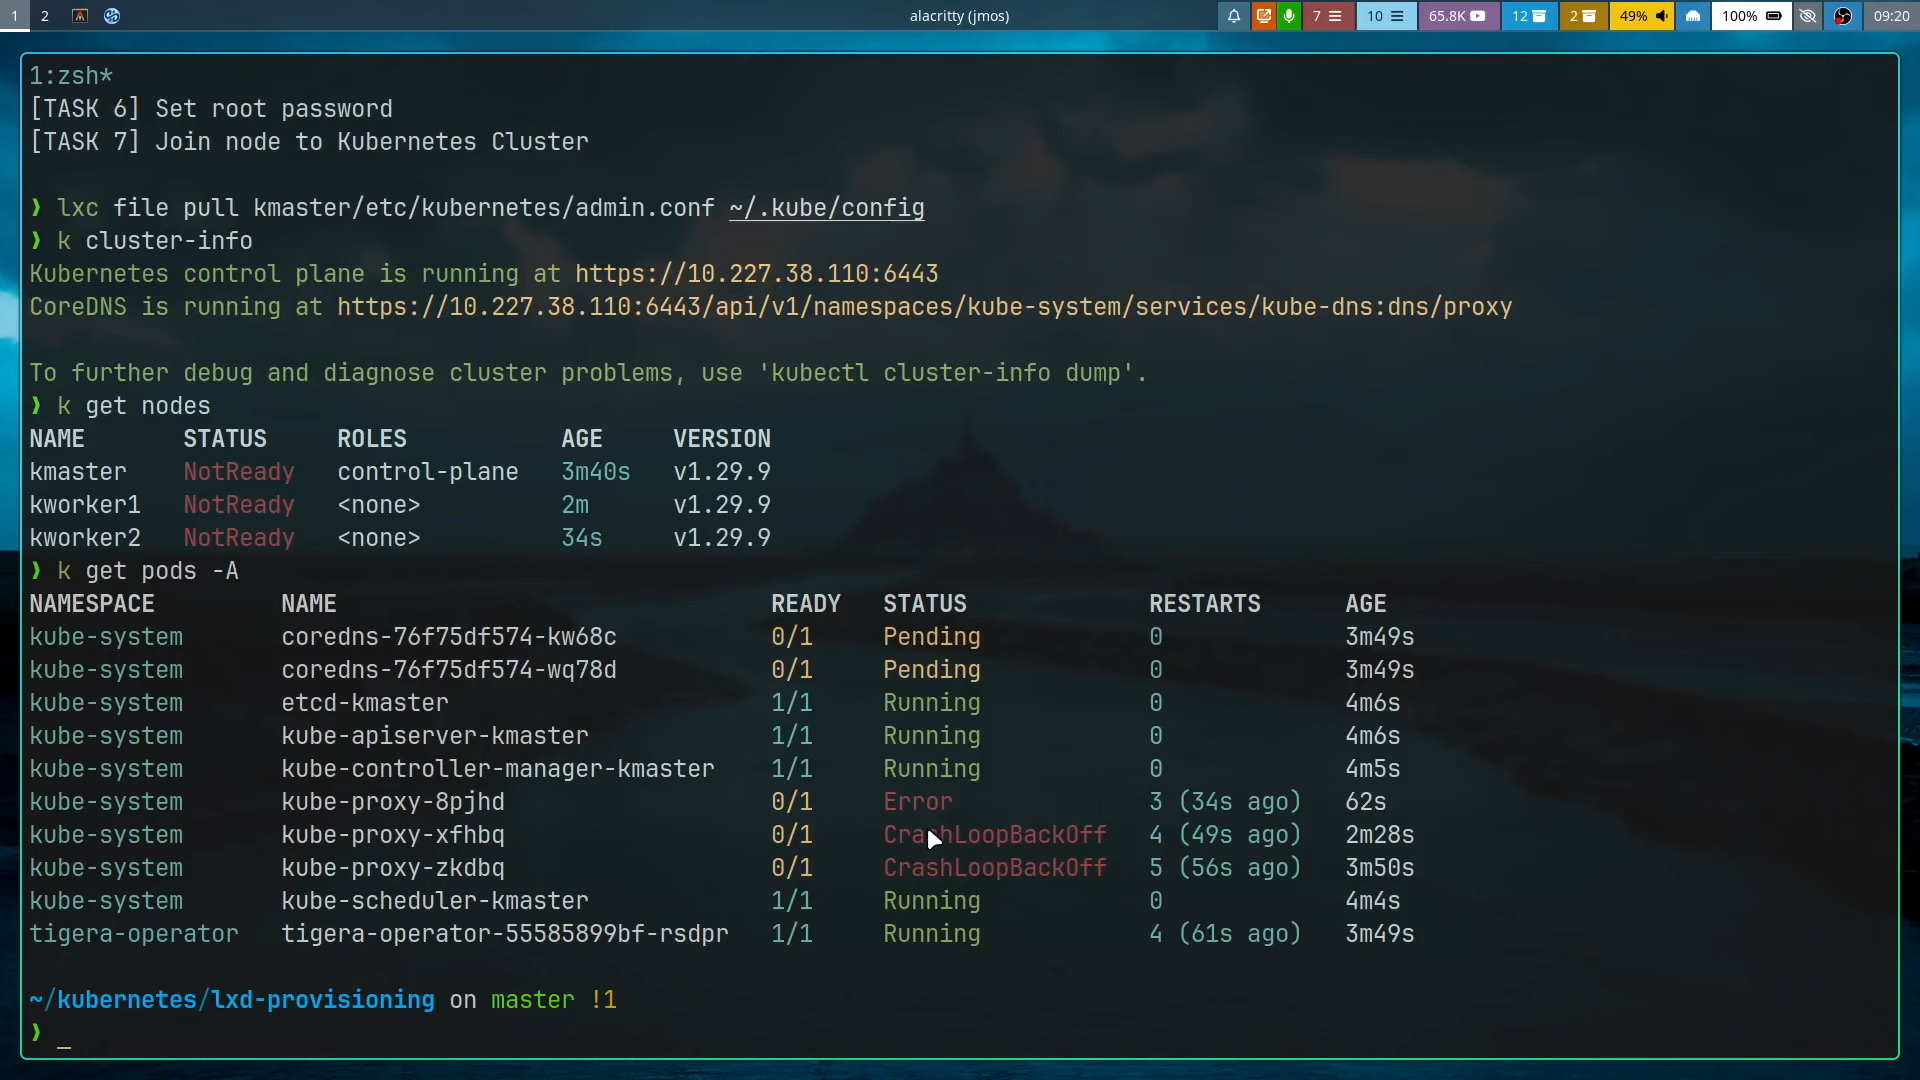 1 2 alacritty (jmos) 7 10 65.8K 12 2 49% 100% 09:20
1:zsh*
[TASK 6] Set root password
[TASK 7] Join node to Kubernetes Cluster
❯ lxc file pull kmaster/etc/kubernetes/admin.conf ~/.kube/config
❯ k cluster-info
Kubernetes control plane is running at https://10.227.38.110:6443
CoreDNS is running at https://10.227.38.110:6443/api/v1/namespaces/kube-system/services/kube-dns:dns/proxy
To further debug and diagnose cluster problems, use 'kubectl cluster-info dump'.
❯ k get nodes
NAME STATUS ROLES AGE VERSION
kmaster NotReady control-plane 3m40s v1.29.9
kworker1 NotReady <none> 2m v1.29.9
kworker2 NotReady <none> 34s v1.29.9
❯ k get pods -A
NAMESPACE NAME READY STATUS RESTARTS AGE
kube-system coredns-76f75df574-kw68c 0/1 Pending 0 3m49s
kube-system coredns-76f75df574-wq78d 0/1 Pending 0 3m49s
kube-system etcd-kmaster 1/1 Running 0 4m6s
kube-system kube-apiserver-kmaster 1/1 Running 0 4m6s
kube-system kube-controller-manager-kmaster 1/1 Running 0 4m5s
kube-system kube-proxy-8pjhd 0/1 Error 3 (34s ago) 62s
kube-system kube-proxy-xfhbq 0/1 CrashLoopBackOff 4 (49s ago) 2m28s
kube-system kube-proxy-zkdbq 0/1 CrashLoopBackOff 5 (56s ago) 3m50s
kube-system kube-scheduler-kmaster 1/1 Running 0 4m4s
tigera-operator tigera-operator-55585899bf-rsdpr 1/1 Running 4 (61s ago) 3m49s
~/kubernetes/lxd-provisioning on master !1
❯ _